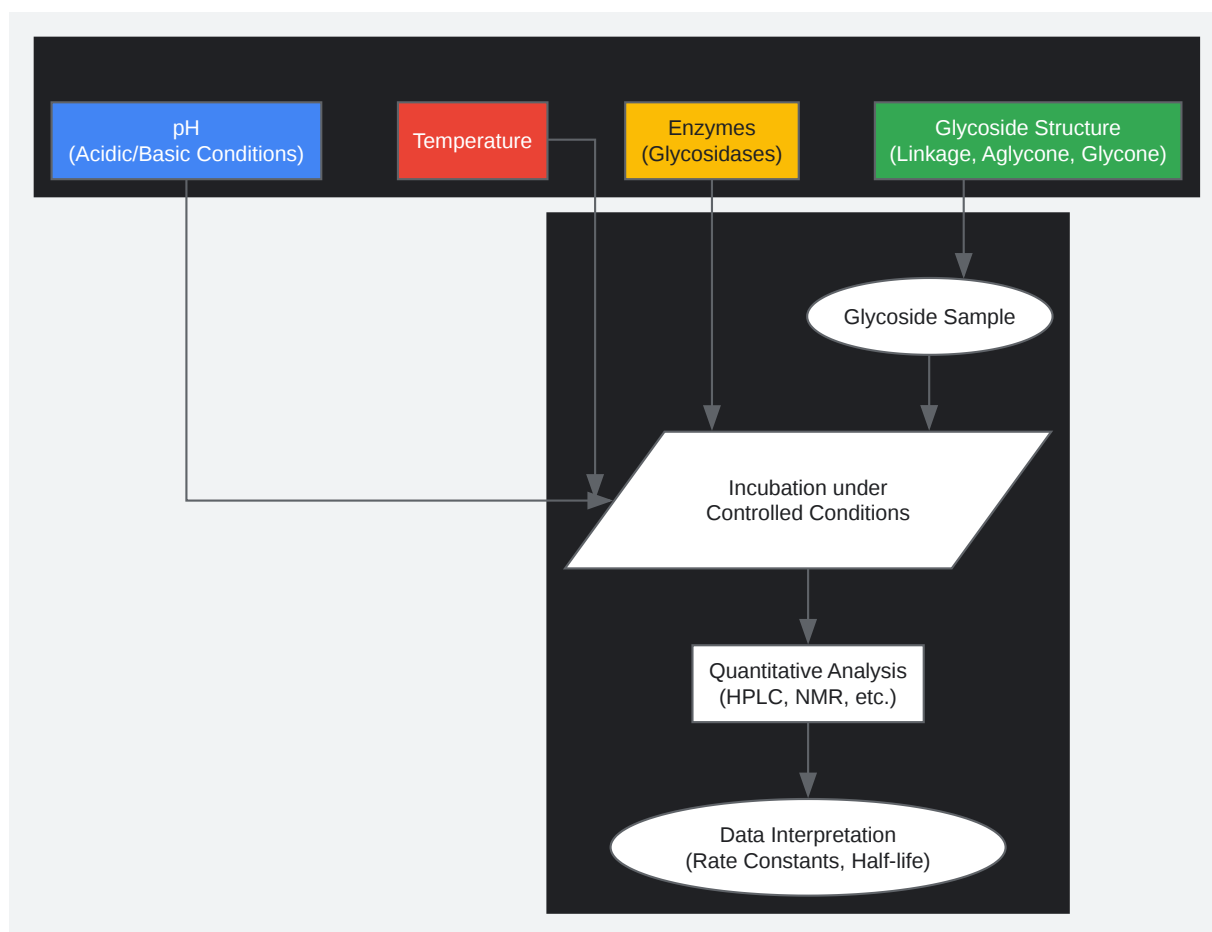 pH
(Acidic/Basic Conditions)
Temperature
Enzymes
(Glycosidases)
Glycoside Structure
(Linkage, Aglycone, Glycone)
Glycoside Sample
Incubation under
Controlled Conditions
Quantitative Analysis
(HPLC, NMR, etc.)
Data Interpretation
(Rate Constants, Half-life)